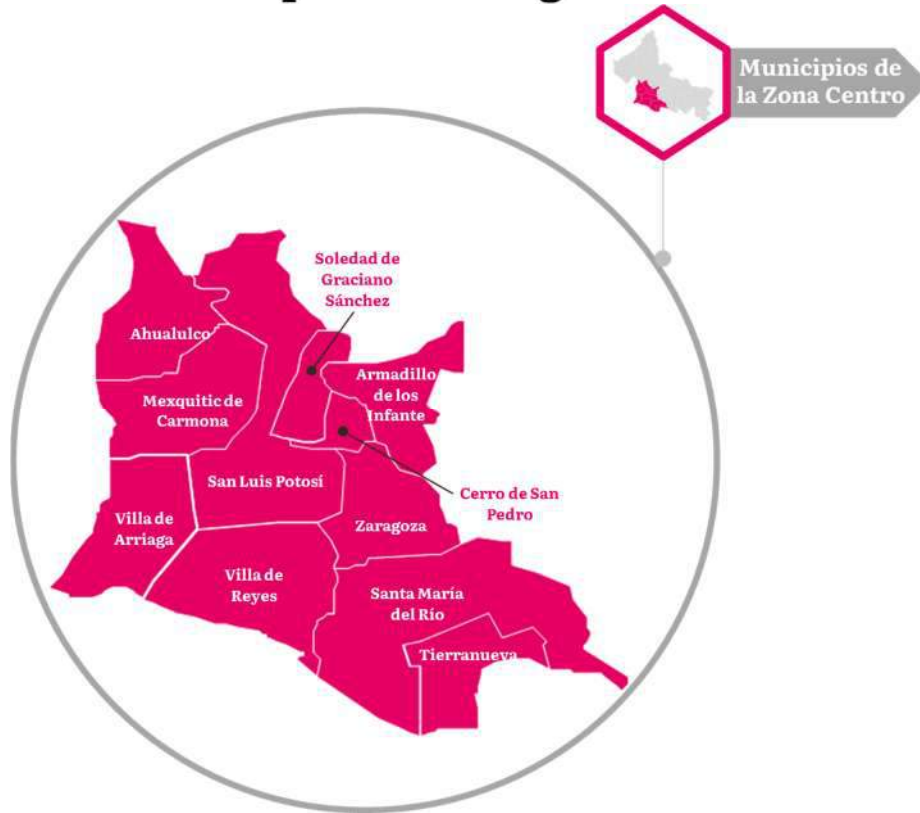 Municipios de
la Zona Centro
Soledad de
Graciano
Sánchez
Ahualulco
Armadillo
de los
Infante
Mexquitic de
Carmona
San Luis Potosí
Cerro de San
Pedro
Villa de
Arriaga
Zaragoza
Villa de
Reyes
Santa María
del Río
Tierranueva